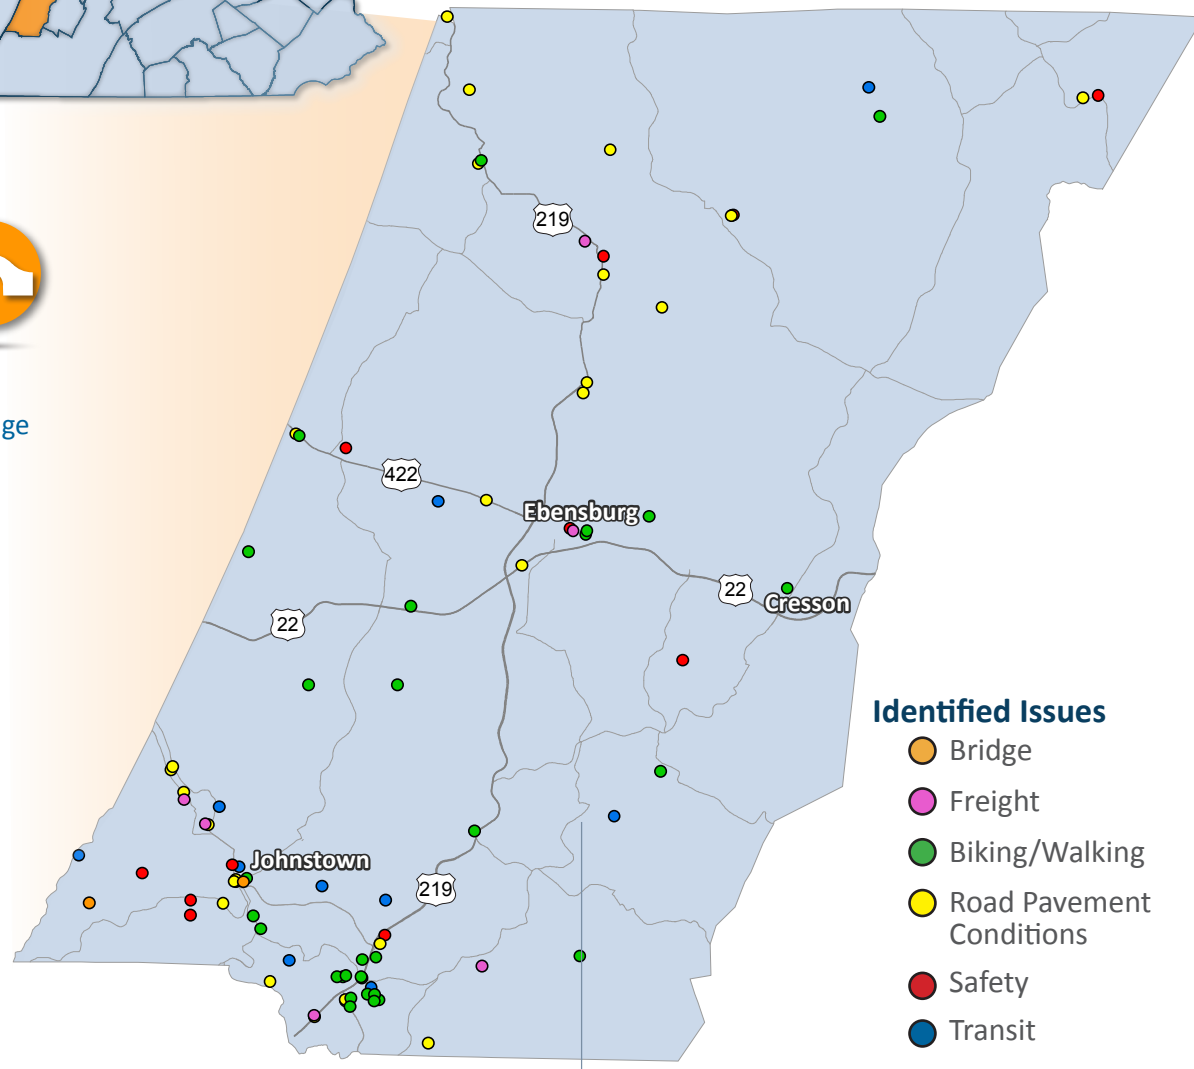 219
ge
422
Ebensburg
22
Cresson
22
Identified Issues
Bridge
Freight
Biking/Walking
Johnstown
219
Road Pavement
Conditions
Safety
Transit